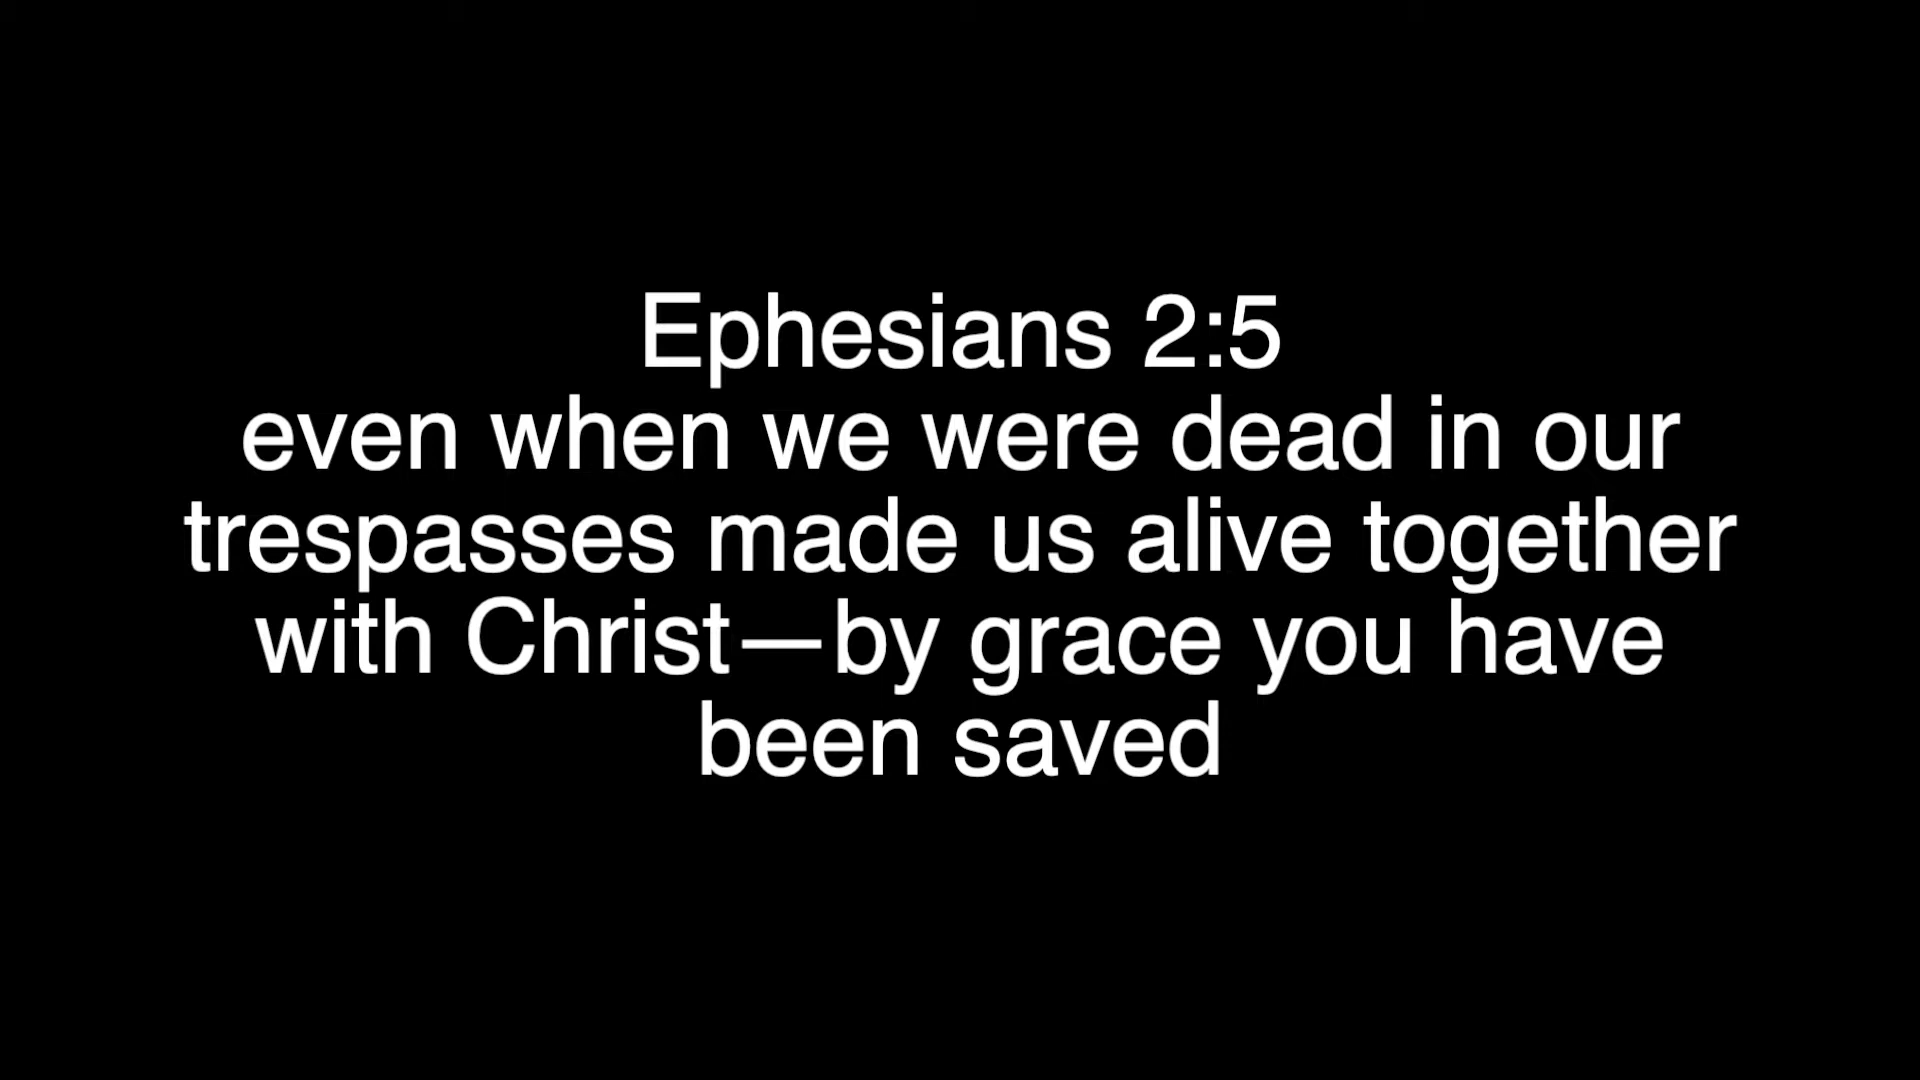 Ephesians 2:5
even when we were dead in our
trespasses made us alive together
with Christ—by grace you have
been saved